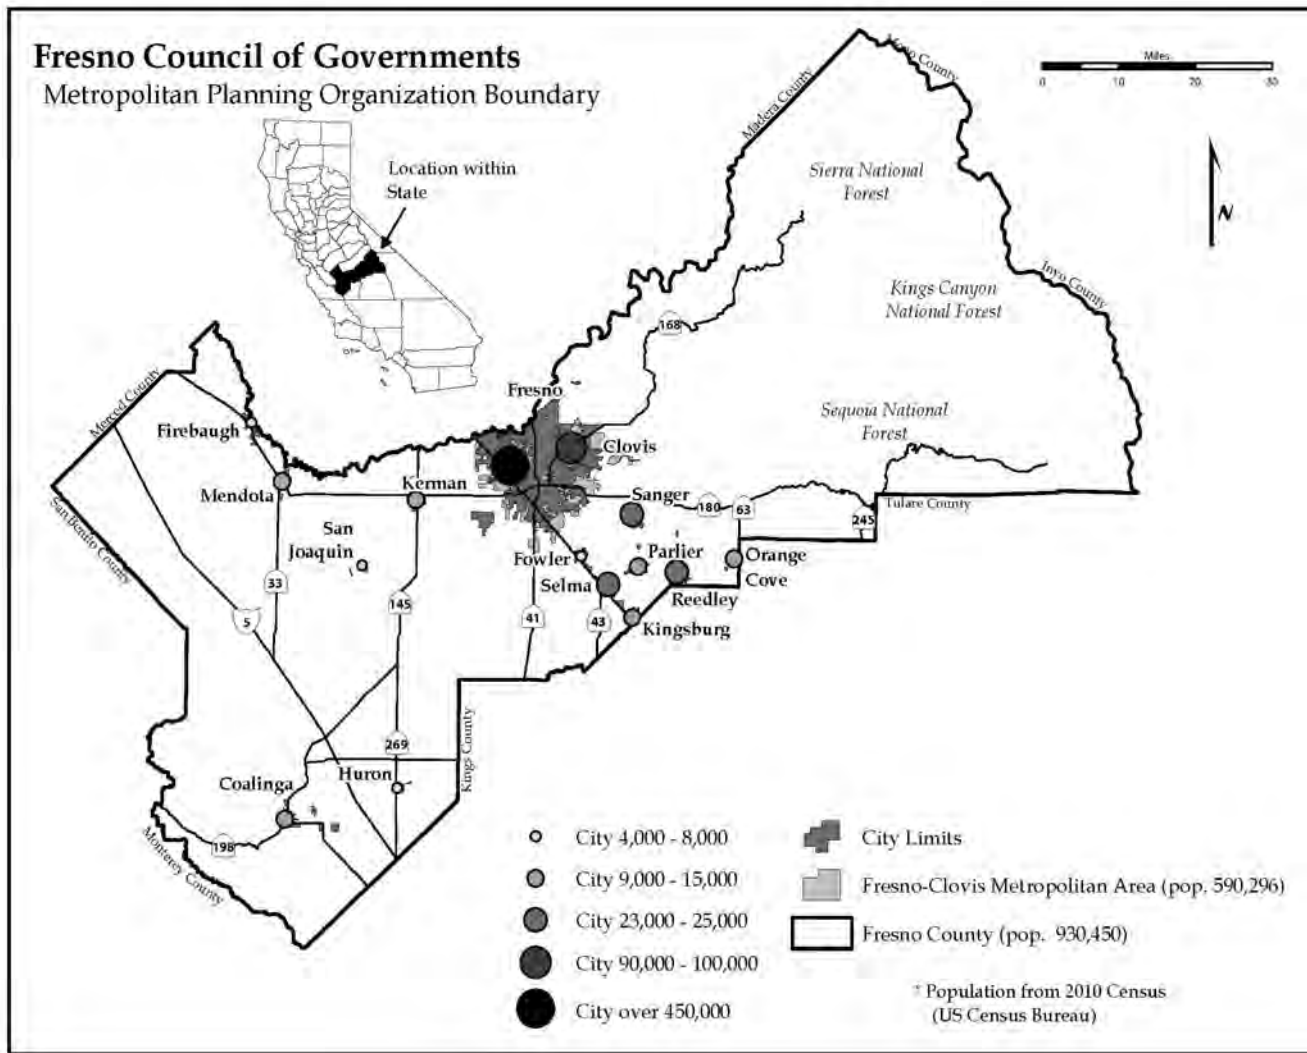 Fresno Council of Governments
Metropolitan Planning Organization Boundary
Location within
State
Miles
0 10 20 30
N
Mono County
Madera County
Sierra National
Forest
Inyo County
Kings Canyon
National Forest
168
Fresno
Merced County
Firebaugh
Clovis
Sequoia National
Forest
Mendota
Kerman
Sanger
180
63
245
Tulare County
San Benito County
San
Joaquin
Fowler
Parlier
Orange
Cove
Selma
Reedley
33
145
41
43
Kingsburg
5
269
Kings County
Coalinga
Huron
198
Monterey County
City 4,000 - 8,000
City 9,000 - 15,000
City 23,000 - 25,000
City 90,000 - 100,000
City over 450,000
City Limits
Fresno-Clovis Metropolitan Area (pop. 590,296)
Fresno County (pop. 930,450)
* Population from 2010 Census
(US Census Bureau)